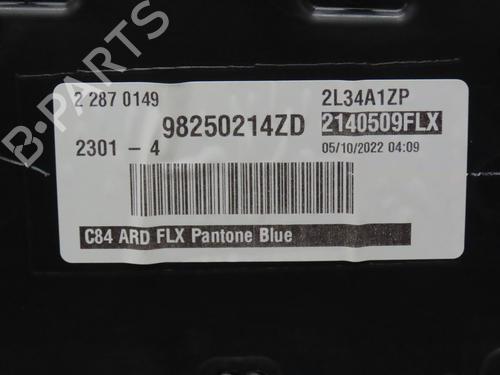 2 287 0149
2L34A1ZP
98250214ZD
2140509FLX
2301 - 4
05/10/2022 04:09
C84 ARD FLX Pantone Blue
B-PARTS